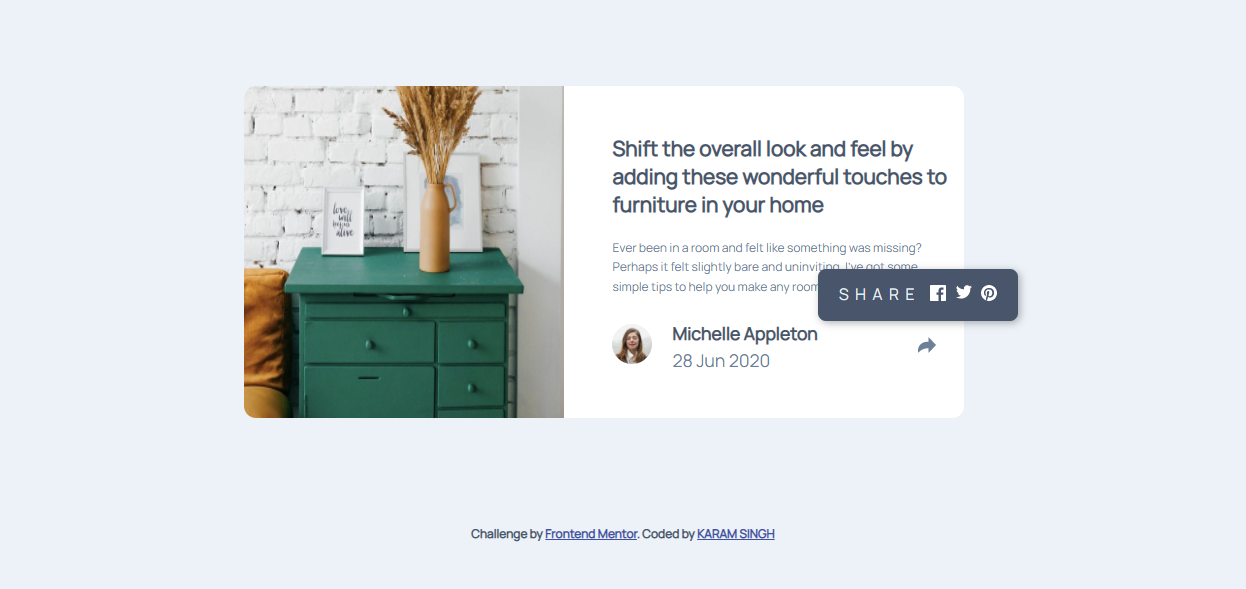 love
will
begins
alive
Shift the overall look and feel by
adding these wonderful touches to
furniture in your home
Ever been in a room and felt like something was missing?
Perhaps it felt slightly bare and uninviting. I've got some
simple tips to help you make any room
SHARE
Michelle Appleton
28 Jun 2020
Challenge by Frontend Mentor. Coded by KARAM SINGH